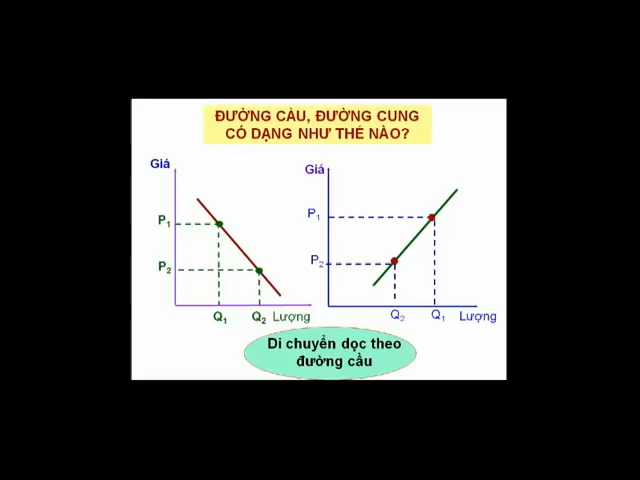 ĐƯỜNG CẦU, ĐƯỜNG CUNG
CÓ DẠNG NHƯ THẾ NÀO?
Giá
P1
P2
Q1
Q2
Lượng
Giá
P1
P2
Q2
Q1
Lượng
Di chuyển dọc theo
đường cầu